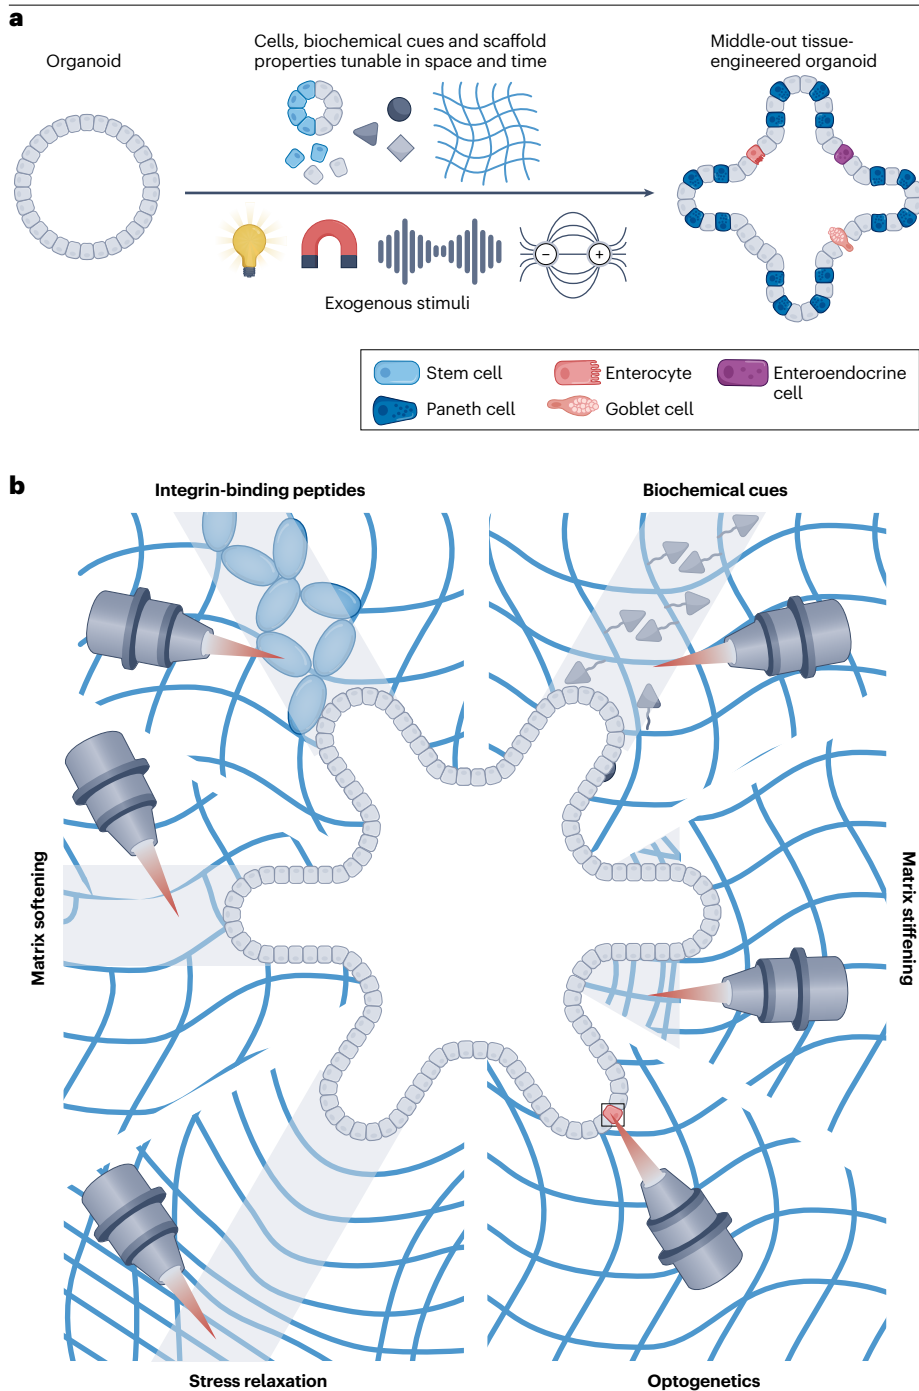 a
Organoid
Cells, biochemical cues and scaffold
properties tunable in space and time
Middle-out tissue-
engineered organoid
−
+
Exogenous stimuli
Stem cell
Enterocyte
Enteroendocrine
cell
Paneth cell
Goblet cell
b
Integrin-binding peptides
Biochemical cues
Matrix softening
Matrix stiffening
Stress relaxation
Optogenetics